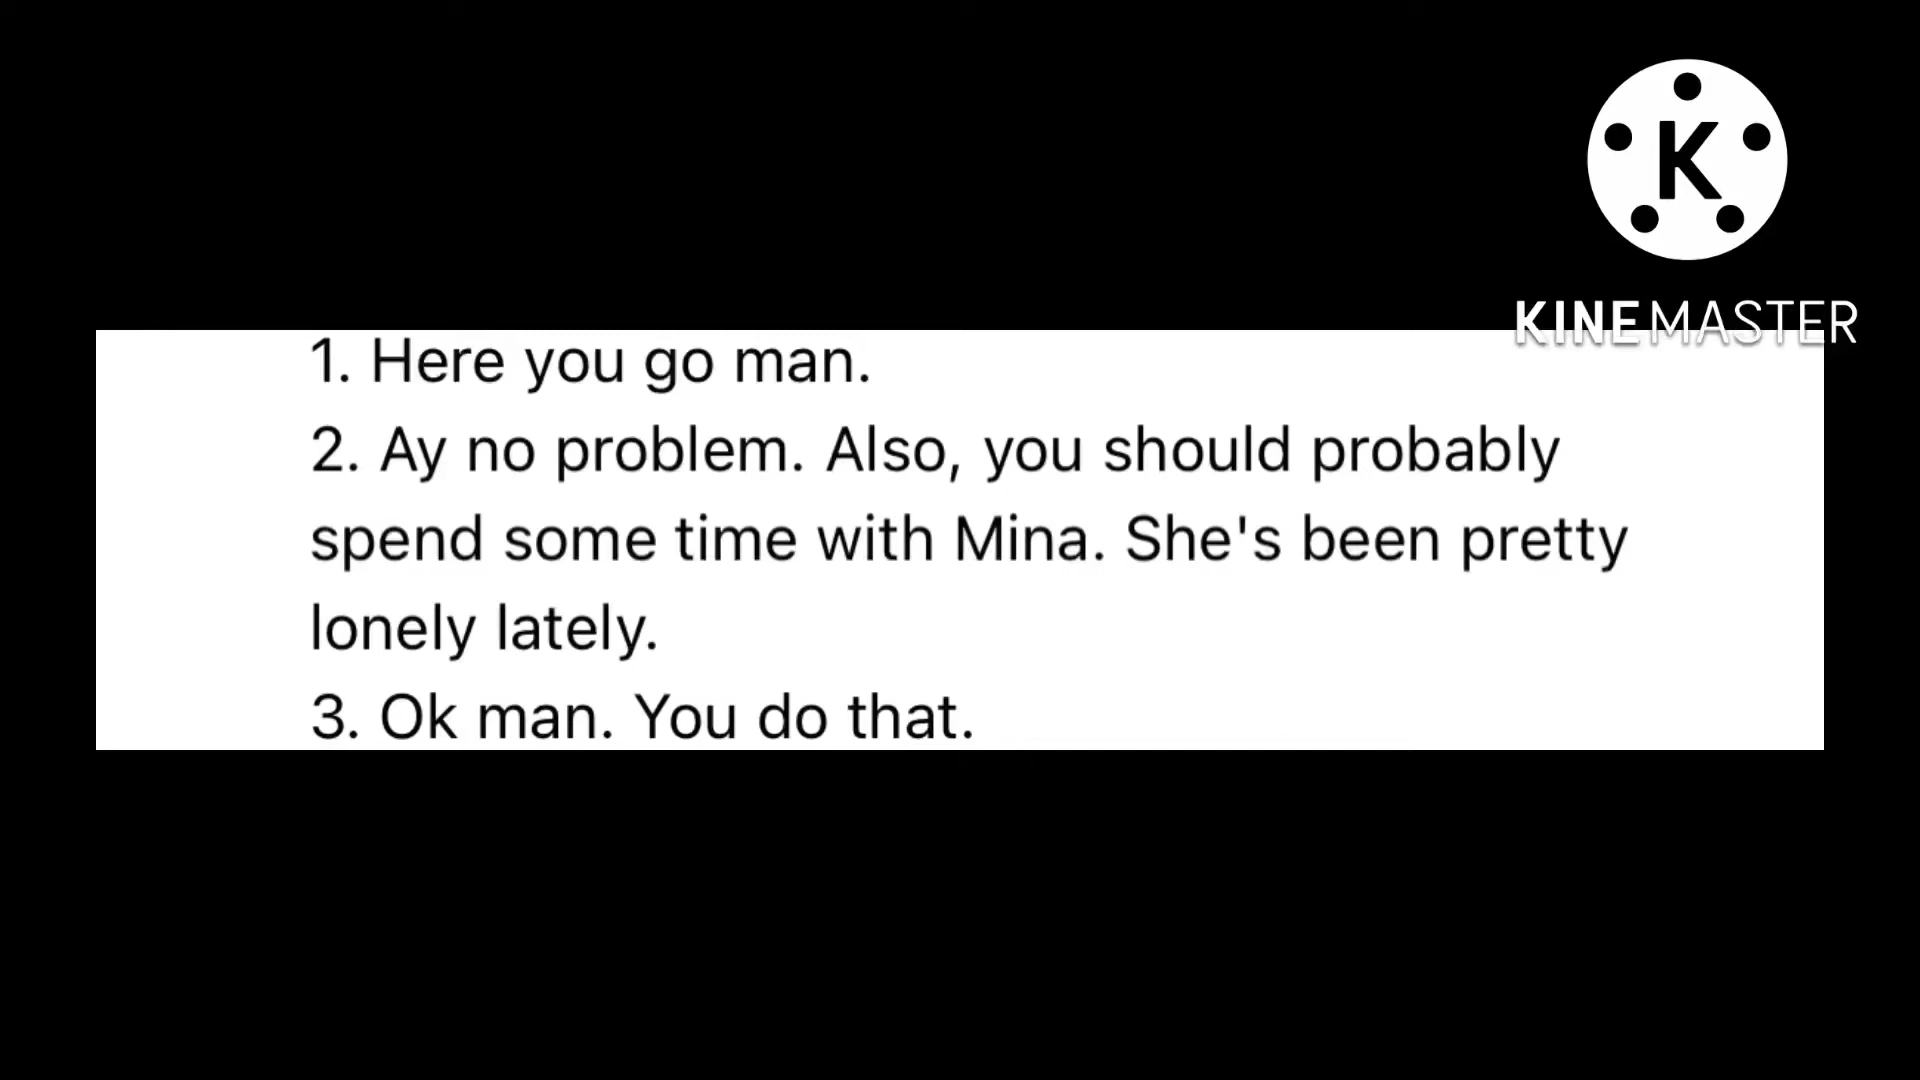 K
KINEMASTER
1. Here you go man.
2. Ay no problem. Also, you should probably
spend some time with Mina. She's been pretty
lonely lately.
3. Ok man. You do that.